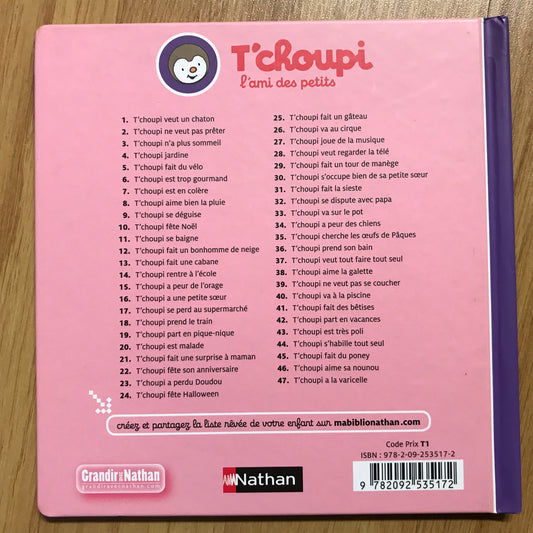 T'choupi
l'ami des petits
1. T'choupi veut un chaton
2. T'choupi ne veut pas prêter
3. T'choupi n'a plus sommeil
4. T'choupi jardine
5. T'choupi fait du vélo
6. T'choupi est trop gourmand
7. T'choupi est en colère
8. T'choupi aime bien la pluie
9. T'choupi se déguise
10. T'choupi fête Noël
11. T'choupi se baigne
12. T'choupi fait un bonhomme de neige
13. T'choupi fait une cabane
14. T'choupi rentre à l'école
15. T'choupi a peur de l'orage
16. T'choupi a une petite sœur
17. T'choupi se perd au supermarché
18. T'choupi prend le train
19. T'choupi part en pique-nique
20. T'choupi est malade
21. T'choupi fait une surprise à maman
22. T'choupi fête son anniversaire
23. T'choupi a perdu Doudou
24. T'choupi fête Halloween
25. T'choupi fait un gâteau
26. T'choupi va au cirque
27. T'choupi joue de la musique
28. T'choupi veut regarder la télé
29. T'choupi fait un tour de manège
30. T'choupi s'occupe bien de sa petite sœur
31. T'choupi fait la sieste
32. T'choupi se dispute avec papa
33. T'choupi va sur le pot
34. T'choupi a peur des chiens
35. T'choupi cherche les œufs de Pâques
36. T'choupi prend son bain
37. T'choupi veut tout faire tout seul
38. T'choupi aime la galette
39. T'choupi ne veut pas se coucher
40. T'choupi va à la piscine
41. T'choupi fait des bêtises
42. T'choupi part en vacances
43. T'choupi est très poli
44. T'choupi s'habille tout seul
45. T'choupi fait du poney
46. T'choupi aime sa nounou
47. T'choupi a la varicelle
créez et partagez la liste rêvée de votre enfant sur mabiblionathan.com
Code Prix T1
ISBN : 978-2-09-253517-2
Grandir avec Nathan
grandiravecnathan.com
Nathan
9 782092 535172